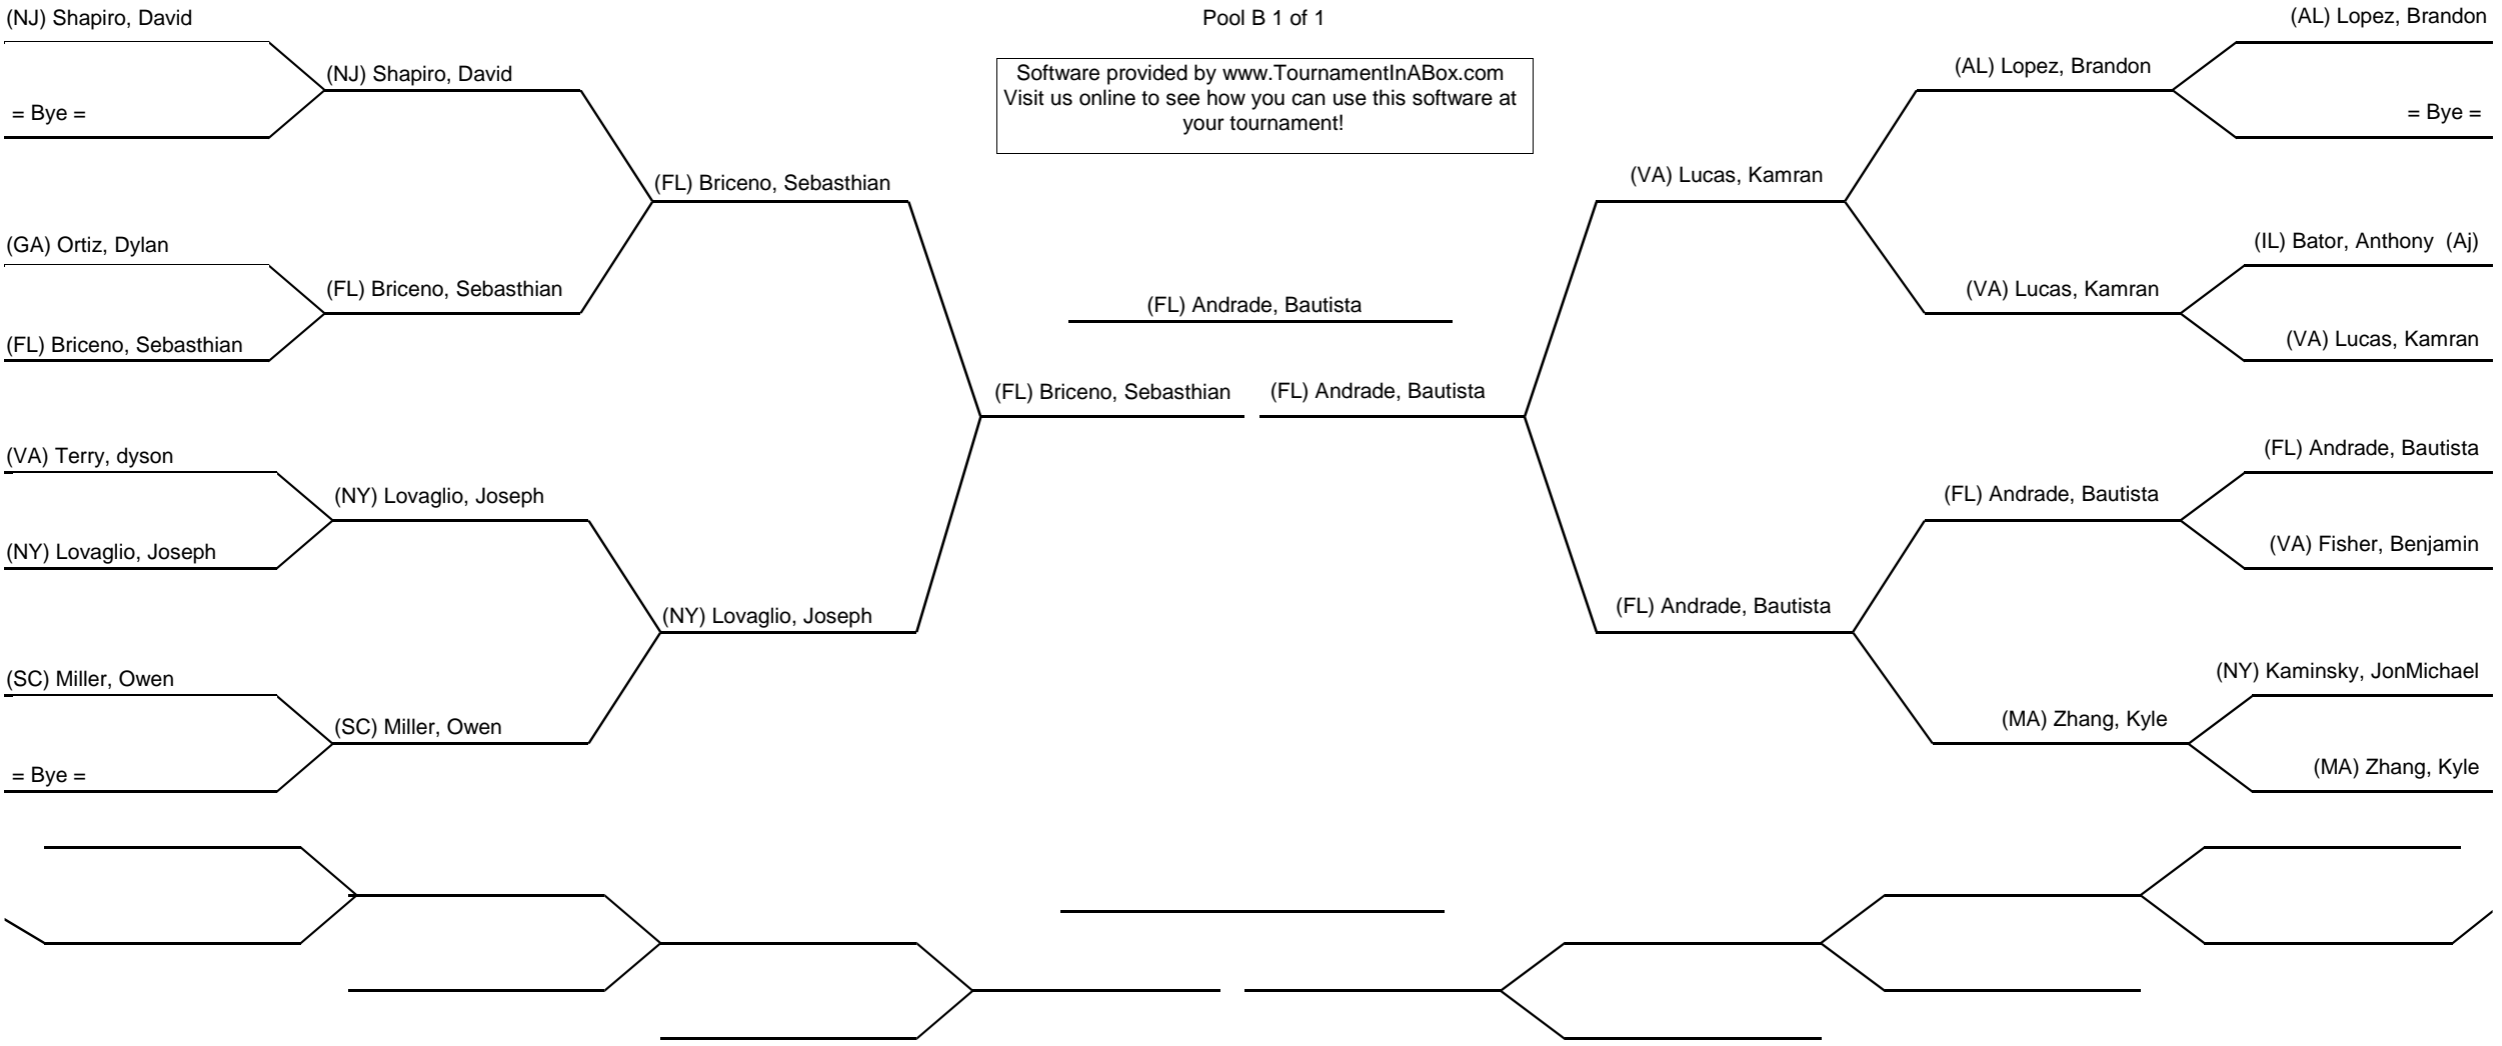 Pool B 1 of 1
Software provided by www.TournamentInABox.com
Visit us online to see how you can use this software at
your tournament!
(NJ) Shapiro, David
= Bye =
(GA) Ortiz, Dylan
(FL) Briceno, Sebasthian
(VA) Terry, dyson
(NY) Lovaglio, Joseph
(SC) Miller, Owen
= Bye =
(NJ) Shapiro, David
(FL) Briceno, Sebasthian
(NY) Lovaglio, Joseph
(SC) Miller, Owen
(FL) Briceno, Sebasthian
(NY) Lovaglio, Joseph
(FL) Briceno, Sebasthian
(FL) Andrade, Bautista
(FL) Andrade, Bautista
(VA) Lucas, Kamran
(FL) Andrade, Bautista
(AL) Lopez, Brandon
(VA) Lucas, Kamran
(FL) Andrade, Bautista
(MA) Zhang, Kyle
(AL) Lopez, Brandon
= Bye =
(IL) Bator, Anthony  (Aj)
(VA) Lucas, Kamran
(FL) Andrade, Bautista
(VA) Fisher, Benjamin
(NY) Kaminsky, JonMichael
(MA) Zhang, Kyle